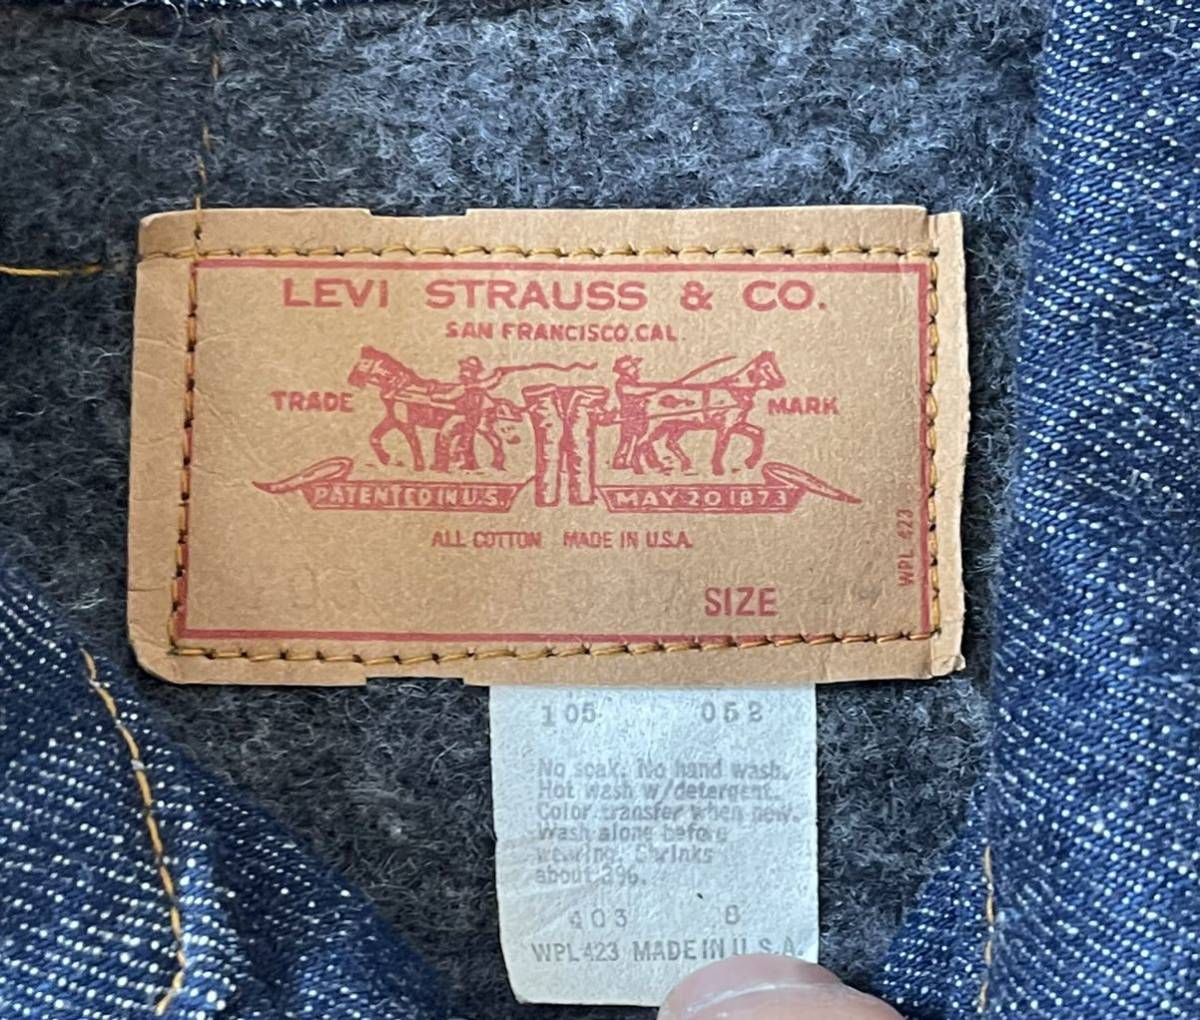 LEVI STRAUSS & CO.
SAN FRANCISCO, CAL.
TRADE MARK
PATENTED IN U.S. MAY 20 1873
ALL COTTON MADE IN U.S.A.
WPL 423
SIZE
105 052
No soak. No hand wash.
Hot wash w/detergent.
Color transfer when new.
Wash along before
wearing. Shrinks
about 3%.
403 8
WPL423 MADE IN U.S.A.